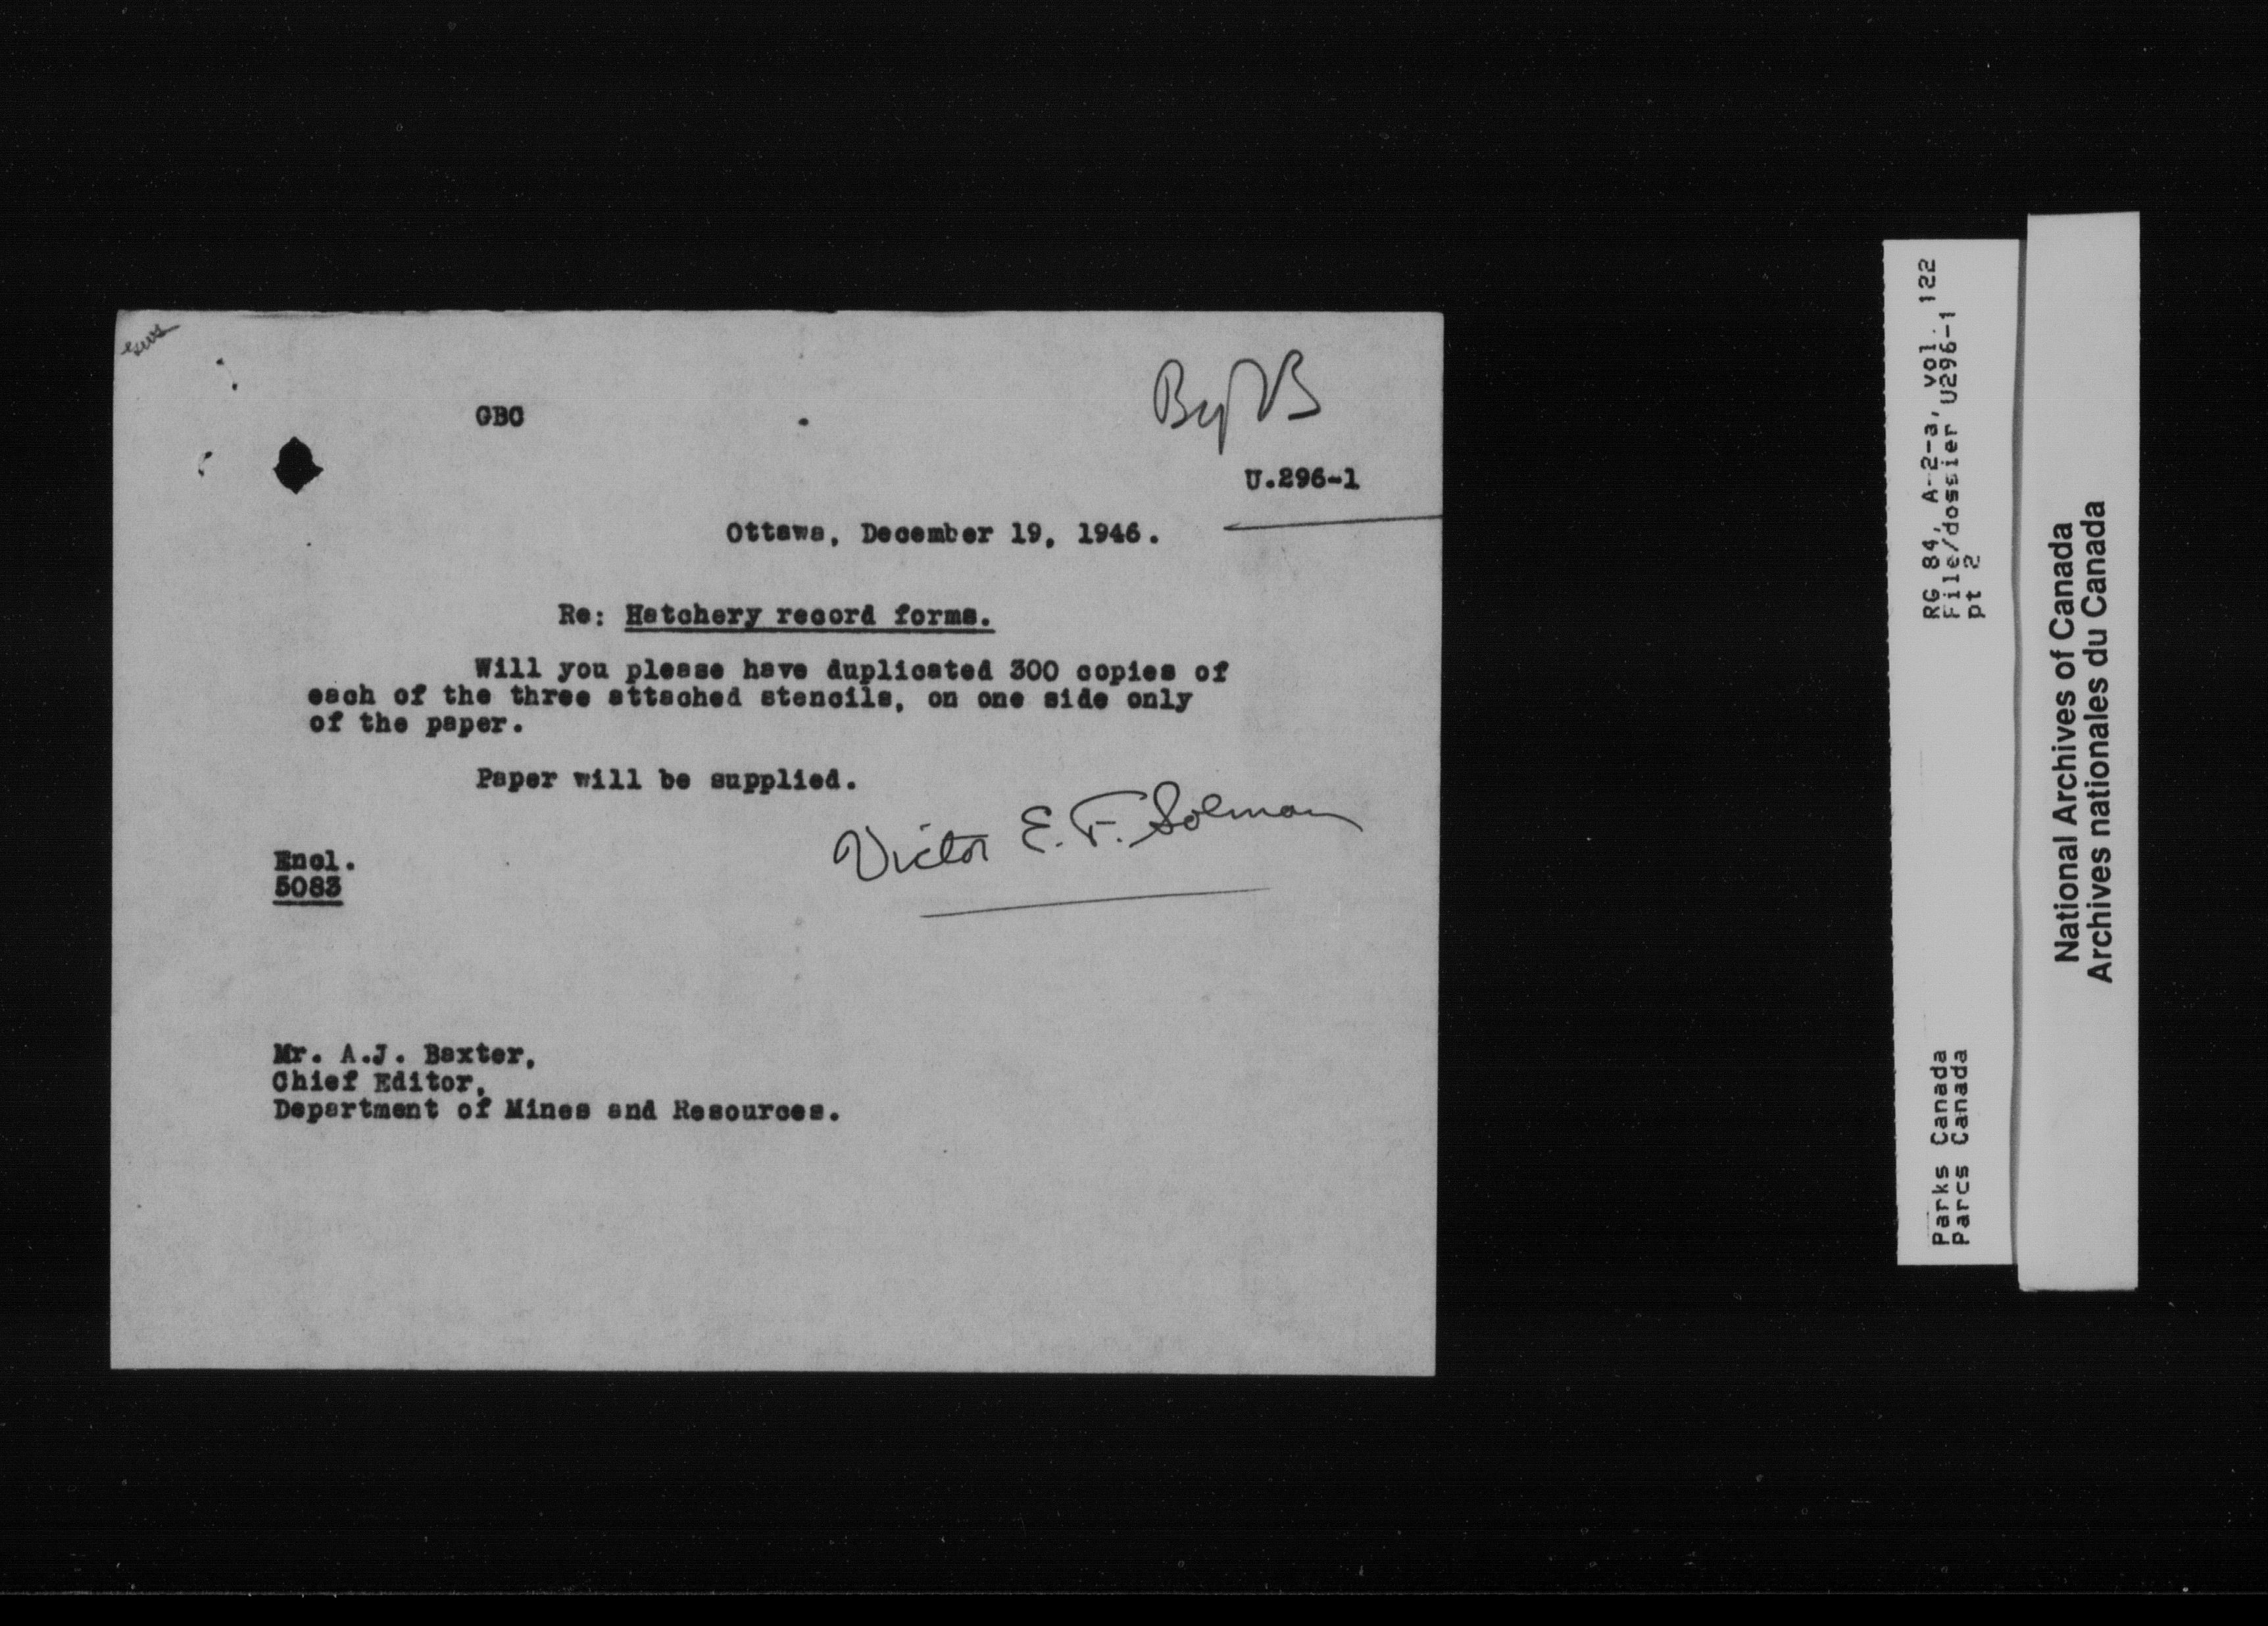 GBC
U.296-1
Ottawa, December 19, 1946.
Re: Hatchery record forms.
Will you please have duplicated 300 copies of
each of the three attached stencils, on one side only
of the paper.
Paper will be supplied.
Victor E. F. Solman
Encl.
5083
Mr. A.J. Baxter,
Chief Editor,
Department of Mines and Resources.
RG 84, A-2-a, vol. 122
File/dossier U296-1
pt 2
Parks Canada
Parcs Canada
National Archives of Canada
Archives nationales du Canada